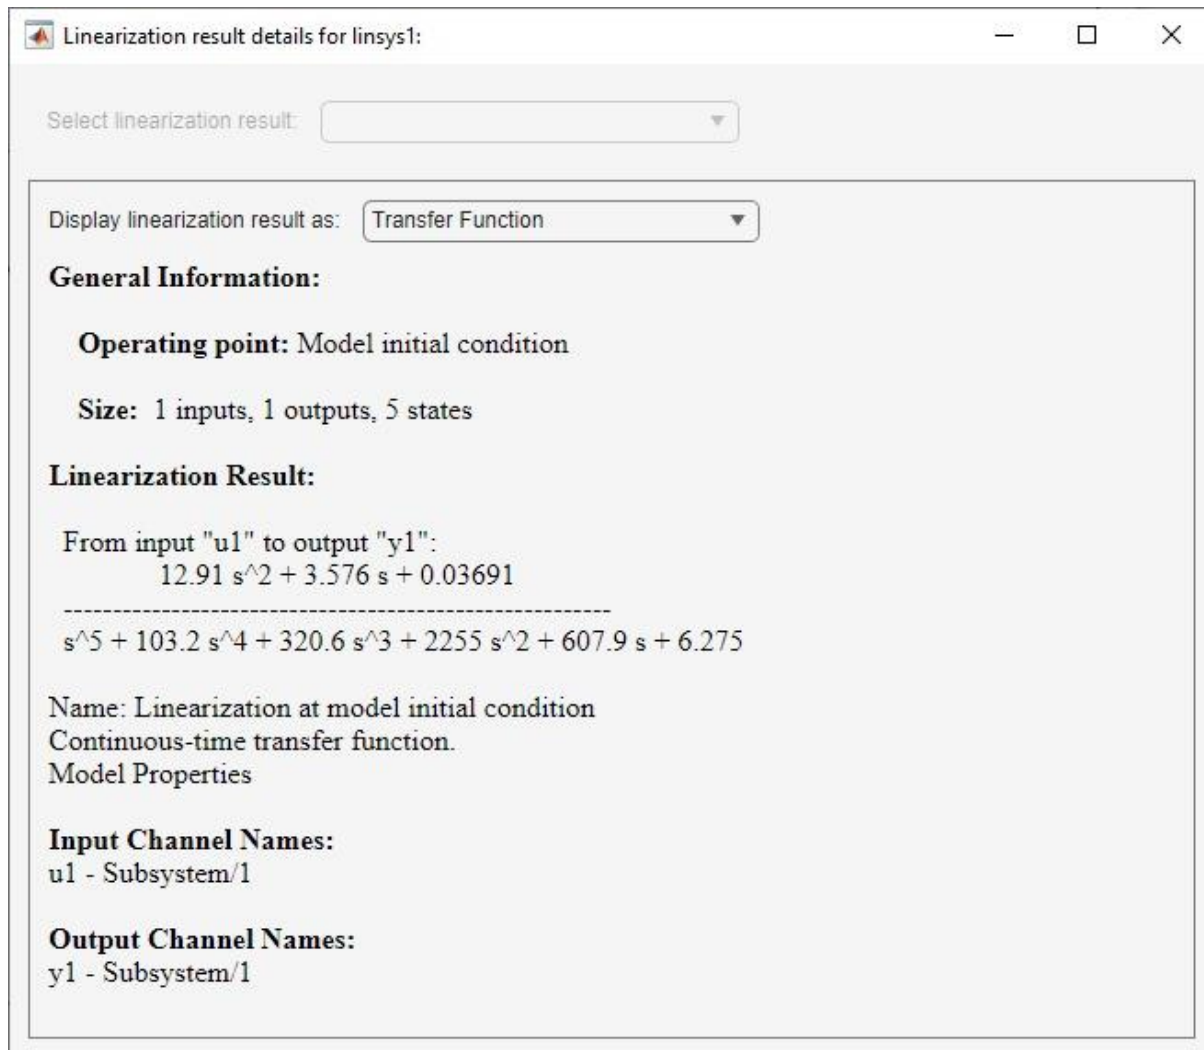 Linearization result details for linsys1:
Select linearization result:
Display linearization result as: Transfer Function
General Information:
Operating point: Model initial condition
Size: 1 inputs, 1 outputs, 5 states
Linearization Result:
From input "u1" to output "y1":
12.91 s^2 + 3.576 s + 0.03691
-------------------------------------------------------
s^5 + 103.2 s^4 + 320.6 s^3 + 2255 s^2 + 607.9 s + 6.275
Name: Linearization at model initial condition
Continuous-time transfer function.
Model Properties
Input Channel Names:
u1 - Subsystem/1
Output Channel Names:
y1 - Subsystem/1